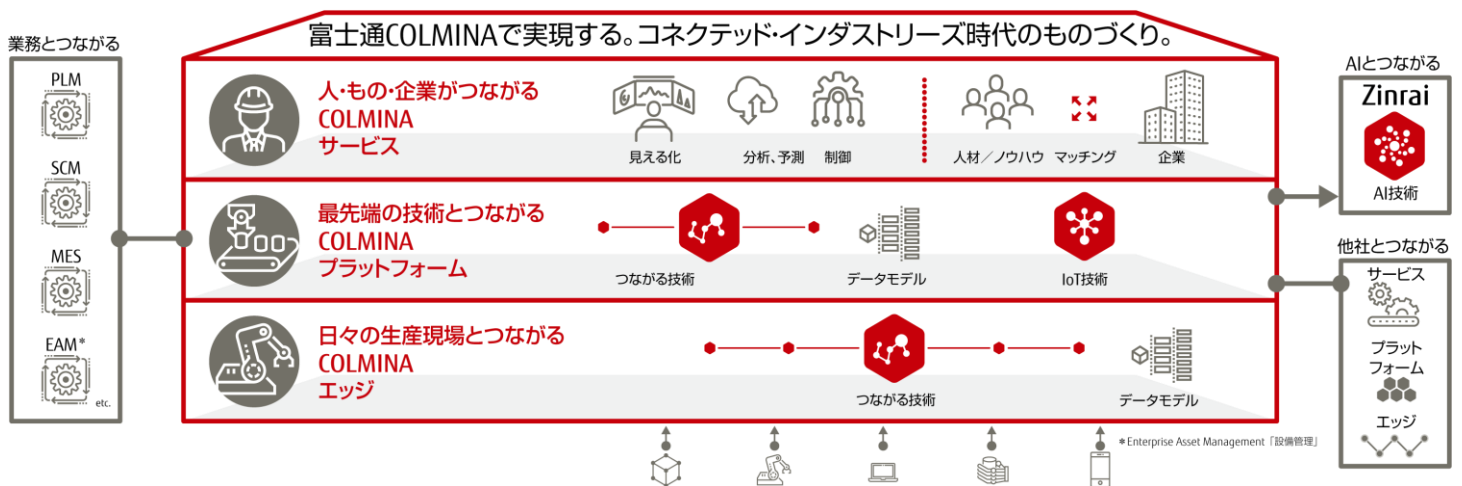 富士通COLMINAで実現する。コネクテッド・インダストリーズ時代のものづくり。
業務とつながる
PLM
SCM
MES
EAM*
etc.
人・もの・企業がつながる
COLMINA
サービス
見える化
分析、予測
制御
人材／ノウハウ
マッチング
企業
最先端の技術とつながる
COLMINA
プラットフォーム
つながる技術
データモデル
IoT技術
日々の生産現場とつながる
COLMINA
エッジ
つながる技術
データモデル
*Enterprise Asset Management「設備管理」
AIとつながる
Zinrai
AI技術
他社とつながる
サービス
プラット
フォーム
エッジ